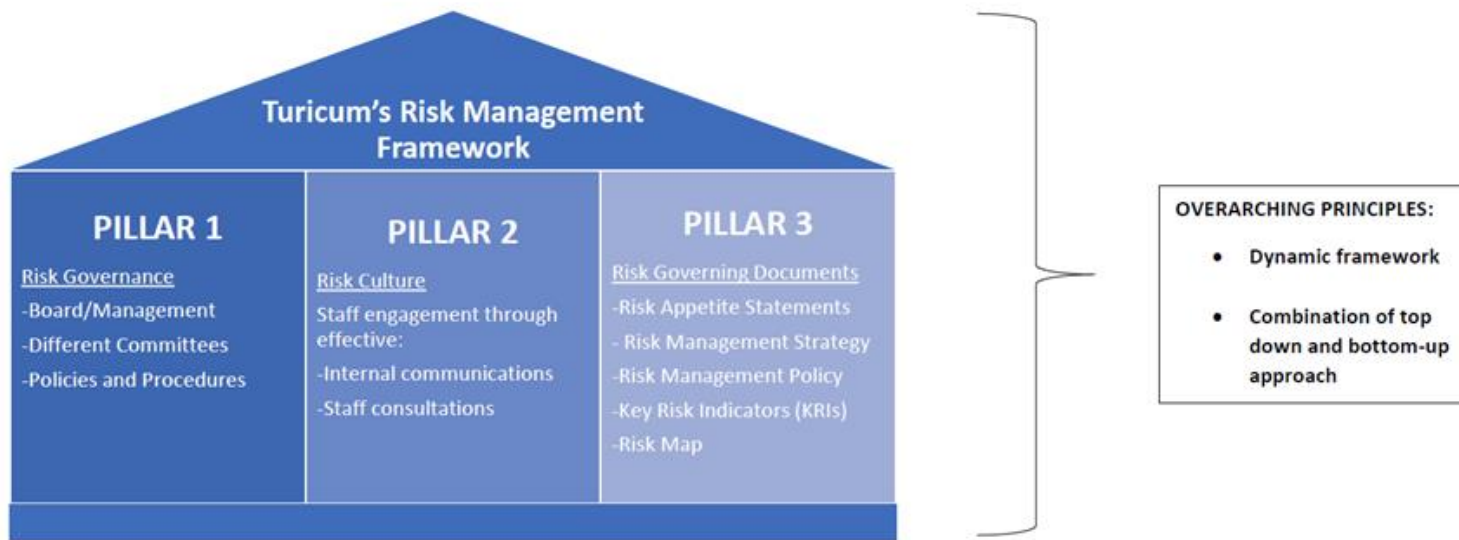 Turicum's Risk Management
Framework
PILLAR 1
Risk Governance
-Board/Management
-Different Committees
-Policies and Procedures
PILLAR 2
Risk Culture
Staff engagement through
effective:
-Internal communications
-Staff consultations
PILLAR 3
Risk Governing Documents
-Risk Appetite Statements
- Risk Management Strategy
-Risk Management Policy
-Key Risk Indicators (KRIs)
-Risk Map
OVERARCHING PRINCIPLES:
• Dynamic framework
• Combination of top
down and bottom-up
approach